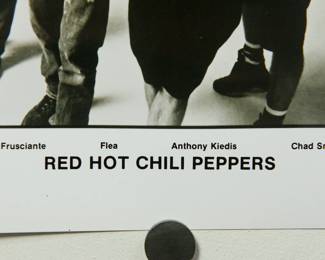 Frusciante Flea Anthony Kiedis Chad
RED HOT CHILI PEPPERS